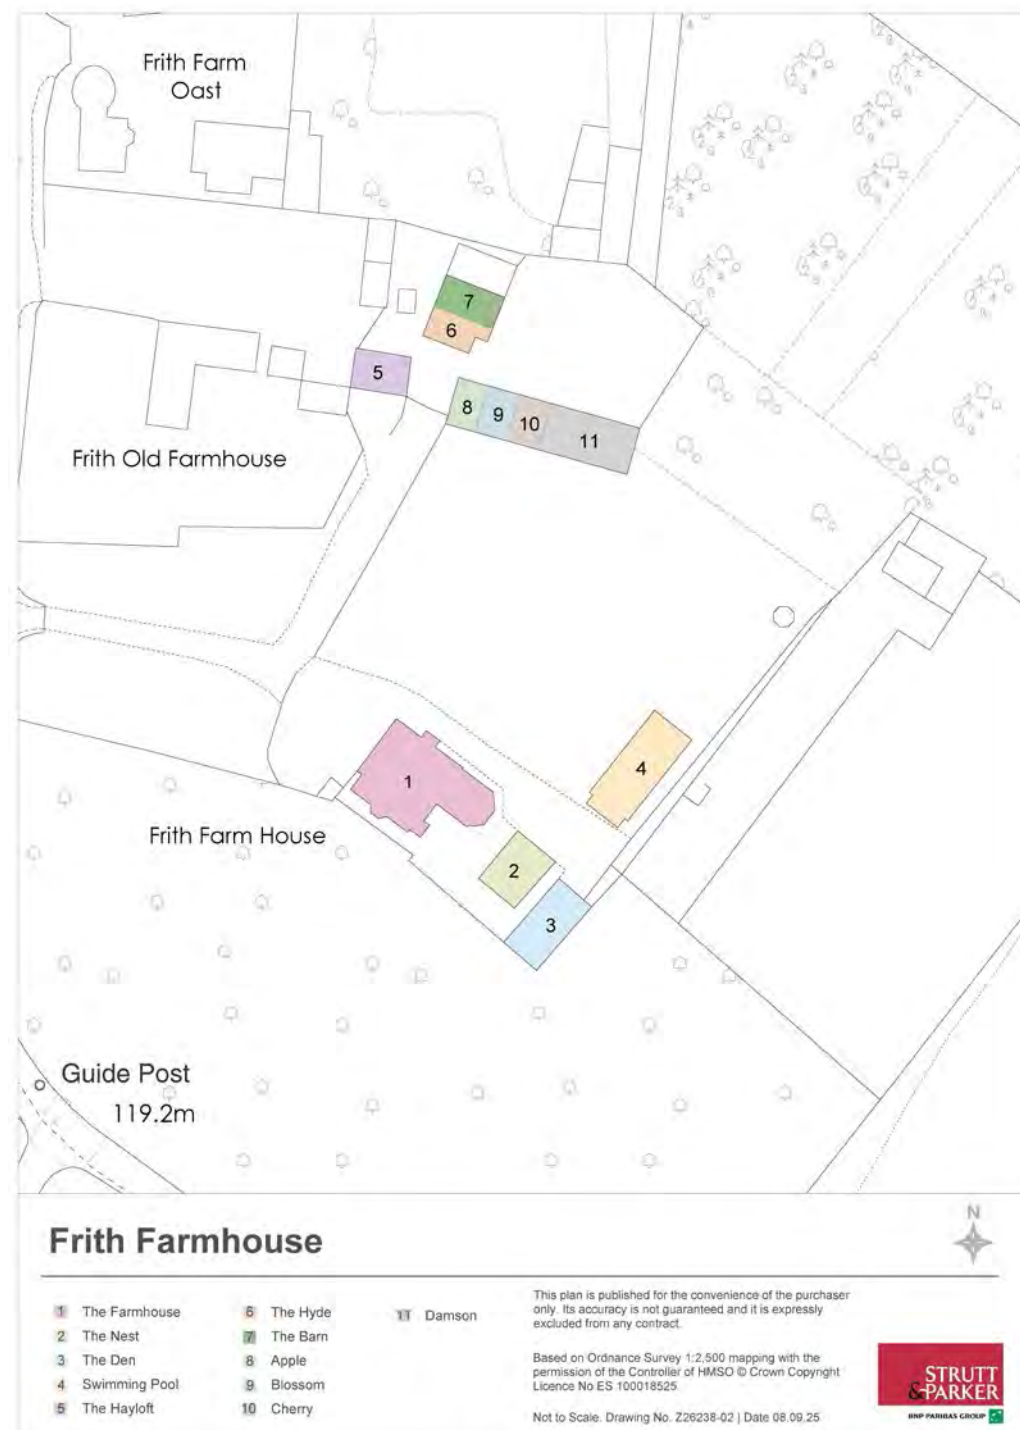 Frith Farm
Oast
7
6
5
8
9
10
11
Frith Old Farmhouse
1
4
Frith Farm House
2
3
Guide Post
119.2m
Frith Farmhouse
N
1 The Farmhouse
2 The Nest
3 The Den
4 Swimming Pool
5 The Hayloft
6 The Hyde
7 The Barn
8 Apple
9 Blossom
10 Cherry
11 Damson
This plan is published for the convenience of the purchaser
only. Its accuracy is not guaranteed and it is expressly
excluded from any contract.
Based on Ordnance Survey 1:2,500 mapping with the
permission of the Controller of HMSO © Crown Copyright
Licence No ES 100018525
Not to Scale. Drawing No. Z26238-02 | Date 08.09.25
STRUTT
&PARKER
BNP PARIBAS GROUP